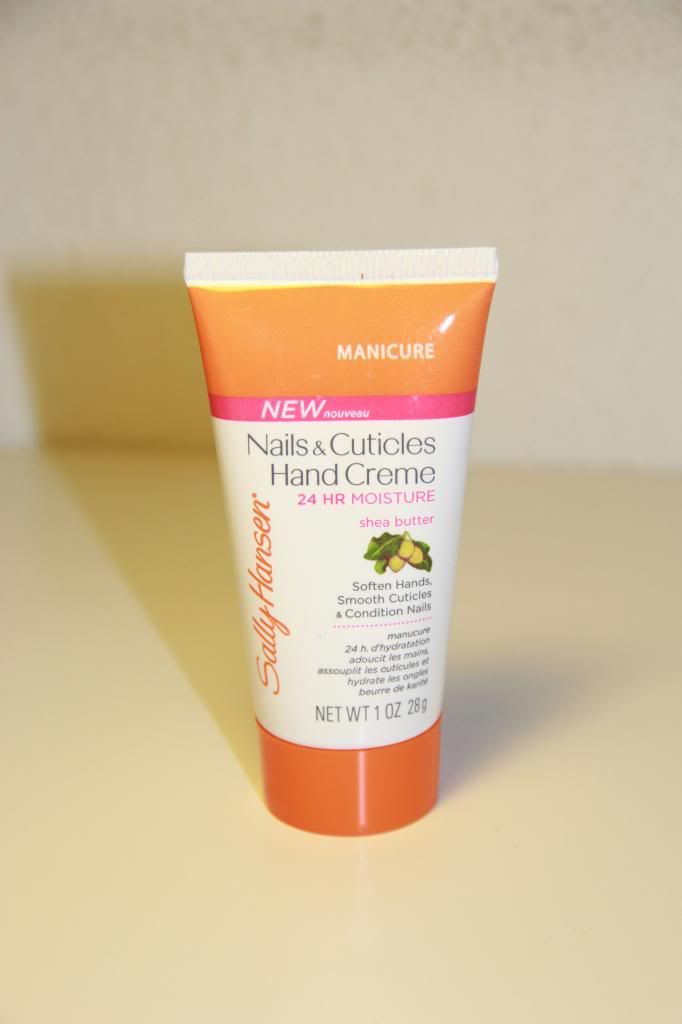 MANICURE
NEW nouveau
Nails & Cuticles
Hand Creme
24 HR MOISTURE
shea butter
Sally Hansen®
Soften Hands,
Smooth Cuticles
& Condition Nails
manucure
24 h. d'hydratation
adoucit les mains,
assouplit les cuticules et
hydrate les ongles
beurre de karité
NET WT 1 OZ 28g